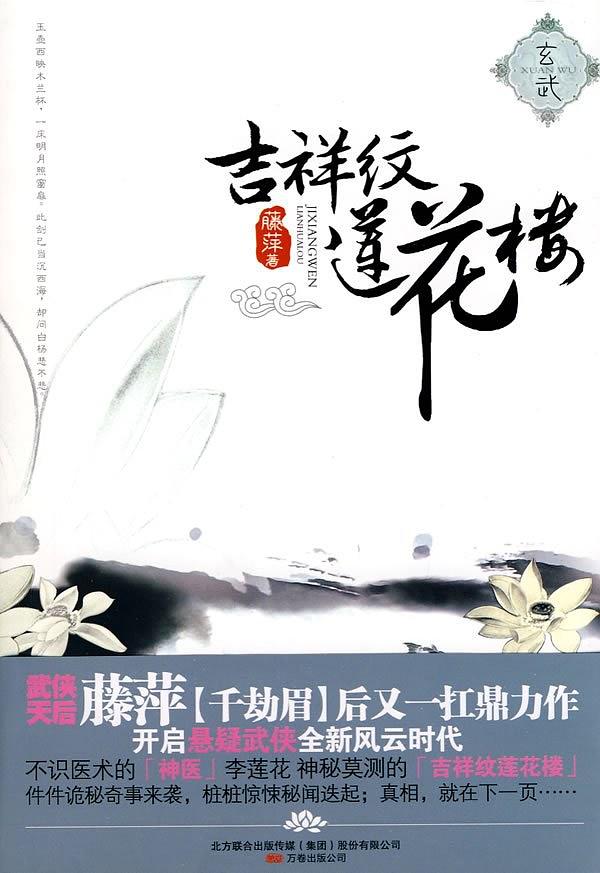 玉壶西映木兰杯，一床明月照窗扉。此剑已当沉西海，却问白杨悲不悲。
玄武
XUAN WU
吉祥纹
莲花楼
JIXIANGWEN
LIANHUALOU
藤萍著
武侠天后 藤萍【千劫眉】后又一扛鼎力作
开启悬疑武侠全新风云时代
不识医术的「神医」李莲花 神秘莫测的「吉祥纹莲花楼」
件件诡秘奇事来袭，桩桩惊悚秘闻迭起；真相，就在下一页……
北方联合出版传媒（集团）股份有限公司
万卷出版公司